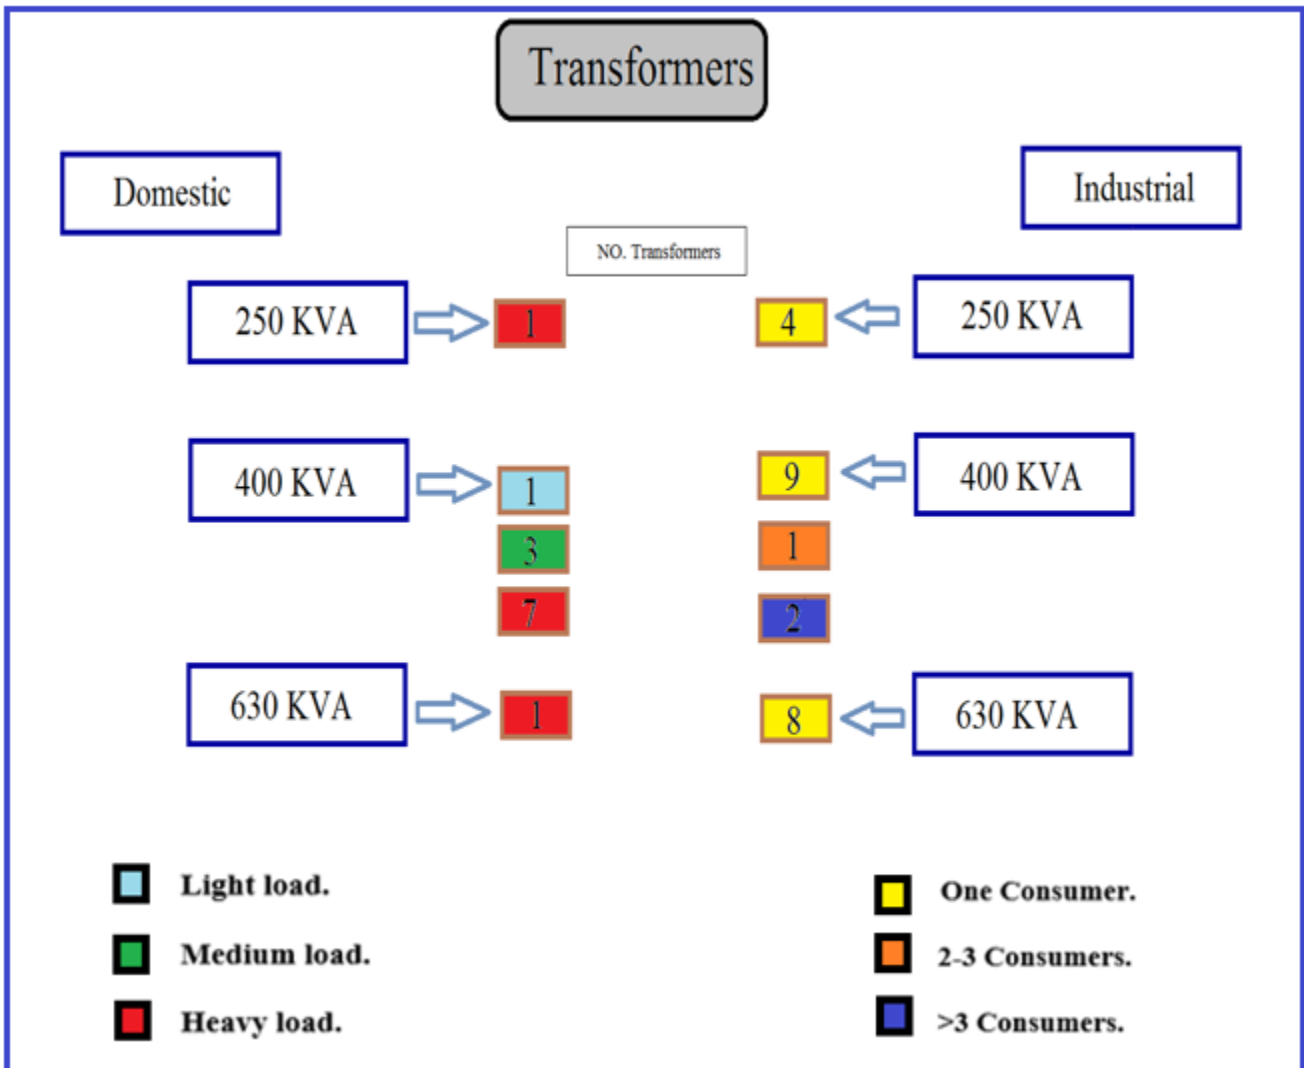 Transformers
Domestic
Industrial
NO. Transformers
250 KVA
1
4
250 KVA
400 KVA
1
9
400 KVA
3
1
7
2
630 KVA
1
8
630 KVA
Light load.
One Consumer.
Medium load.
2-3 Consumers.
Heavy load.
>3 Consumers.